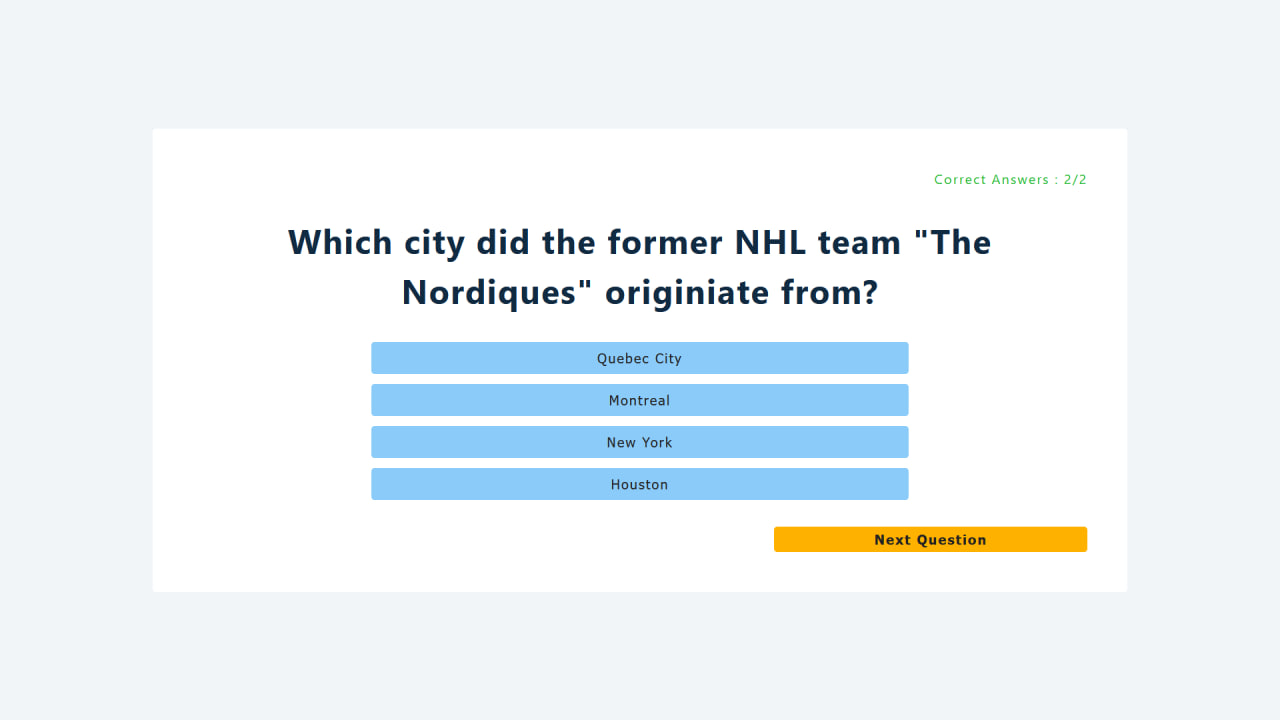 Correct Answers : 2/2
Which city did the former NHL team "The
Nordiques" originiate from?
Quebec City
Montreal
New York
Houston
Next Question